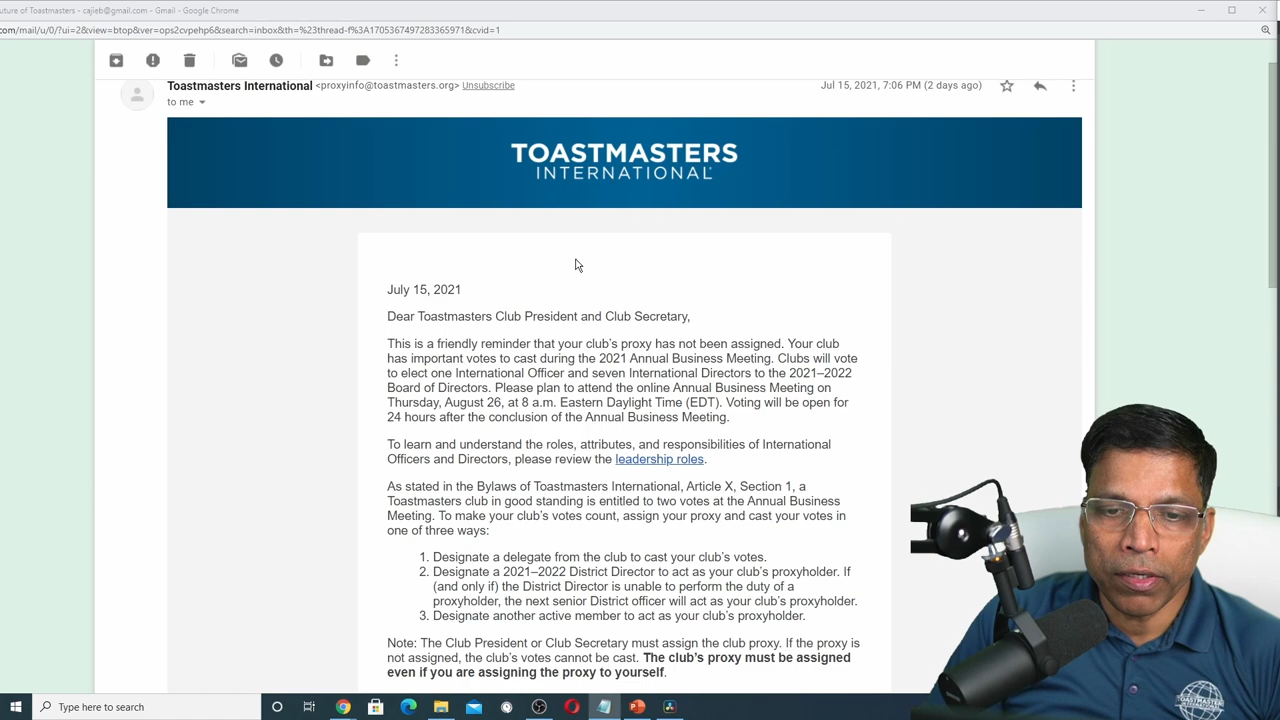 uture of Toastmasters - cajieb@gmail.com - Gmail - Google Chrome
com/mail/u/0/?ui=2&view=btop&ver=ops2cvpehp6&search=inbox&th=%23thread-f%3A1705367497283365971&cvid=1
Toastmasters International <proxyinfo@toastmasters.org> Unsubscribe
Jul 15, 2021, 7:06 PM (2 days ago)
to me
TOASTMASTERS
INTERNATIONAL
July 15, 2021
Dear Toastmasters Club President and Club Secretary,
This is a friendly reminder that your club's proxy has not been assigned. Your club
has important votes to cast during the 2021 Annual Business Meeting. Clubs will vote
to elect one International Officer and seven International Directors to the 2021–2022
Board of Directors. Please plan to attend the online Annual Business Meeting on
Thursday, August 26, at 8 a.m. Eastern Daylight Time (EDT). Voting will be open for
24 hours after the conclusion of the Annual Business Meeting.
To learn and understand the roles, attributes, and responsibilities of International
Officers and Directors, please review the leadership roles.
As stated in the Bylaws of Toastmasters International, Article X, Section 1, a
Toastmasters club in good standing is entitled to two votes at the Annual Business
Meeting. To make your club's votes count, assign your proxy and cast your votes in
one of three ways:
1. Designate a delegate from the club to cast your club's votes.
2. Designate a 2021–2022 District Director to act as your club's proxyholder. If
(and only if) the District Director is unable to perform the duty of a
proxyholder, the next senior District officer will act as your club's proxyholder.
3. Designate another active member to act as your club's proxyholder.
Note: The Club President or Club Secretary must assign the club proxy. If the proxy is
not assigned, the club's votes cannot be cast. The club's proxy must be assigned
even if you are assigning the proxy to yourself.
Type here to search
TOASTMASTERS
INTERNATIONAL